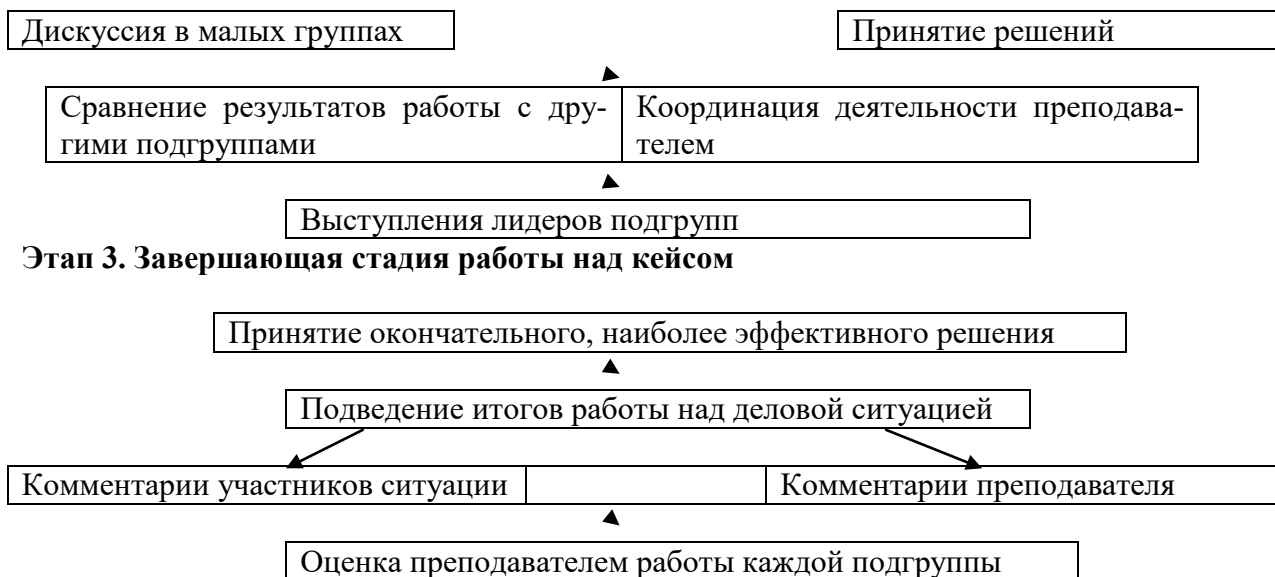 Дискуссия в малых группах
Принятие решений
Сравнение результатов работы с дру-
гими подгруппами
Координация деятельности преподава-
телем
Выступления лидеров подгрупп
Этап 3. Завершающая стадия работы над кейсом
Принятие окончательного, наиболее эффективного решения
Подведение итогов работы над деловой ситуацией
Комментарии участников ситуации
Комментарии преподавателя
Оценка преподавателем работы каждой подгруппы